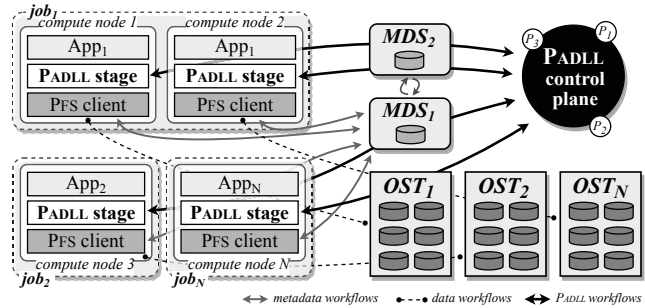 job1
compute node 1
compute node 2
App1
App1
PADLL stage
PADLL stage
PFS client
PFS client
MDS2
MDS1
P3
P1
PADLL
control
plane
P2
App2
AppN
PADLL stage
PADLL stage
PFS client
PFS client
compute node 3
compute node N
job2
jobN
OST1
OST2
OSTN
metadata workflows
data workflows
PADLL workflows